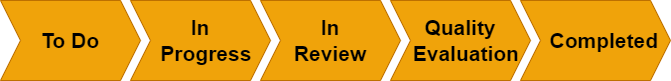 To Do
In
Progress
In
Review
Quality
Evaluation
Completed